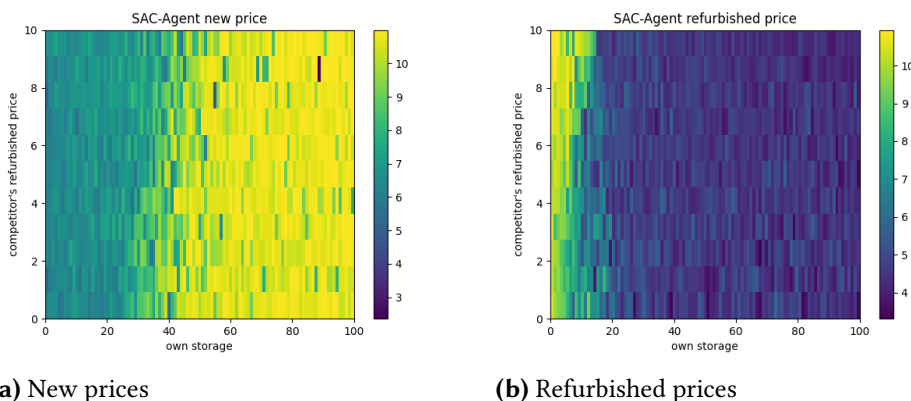 SAC-Agent new price
10
8
6
4
2
0
competitor's refurbished price
0 20 40 60 80 100
own storage
10
9
8
7
6
5
4
3
SAC-Agent refurbished price
10
8
6
4
2
0
competitor's refurbished price
0 20 40 60 80 100
own storage
10
9
8
7
6
5
4
a) New prices
(b) Refurbished prices